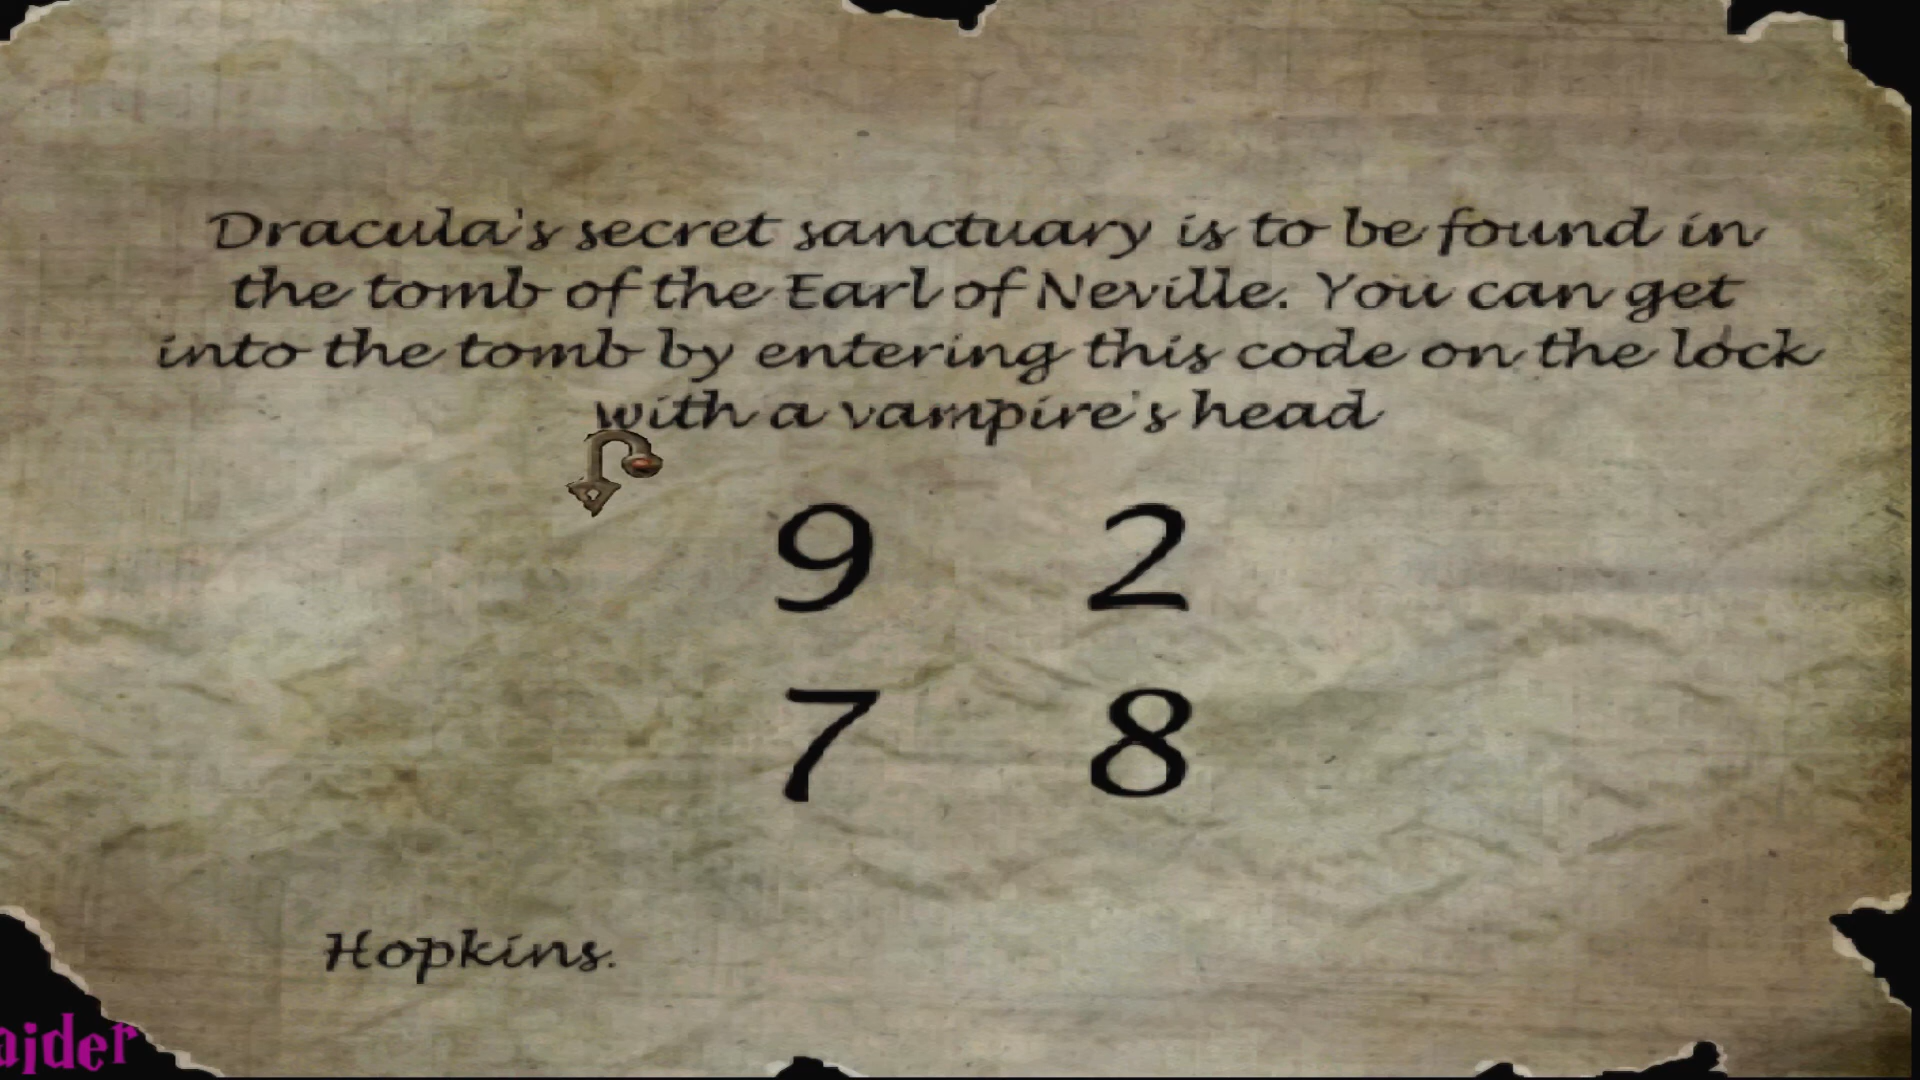 Dracula's secret sanctuary is to be found in
the tomb of the Earl of Neville. You can get
into the tomb by entering this code on the lock
with a vampire's head
9 2
7 8
Hopkins.
ajder